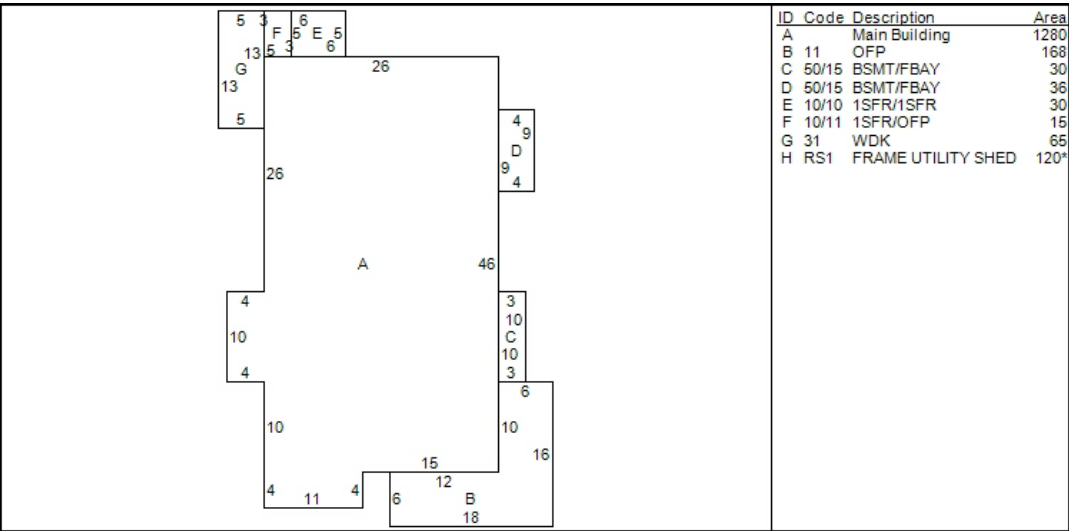 5 3 6
F 5 E 5
13 5 3 6
G
13
5
26
4
9
D
9
4
26
A 46
4
10
4
3
10
C
10
3
6
10
10
16
15
12
4 11 4
6 B
18
ID Code Description Area
A Main Building 1280
B 11 OFP 168
C 50/15 BSMT/FBAY 30
D 50/15 BSMT/FBAY 36
E 10/10 1SFR/1SFR 30
F 10/11 1SFR/OFP 15
G 31 WDK 65
H RS1 FRAME UTILITY SHED 120*